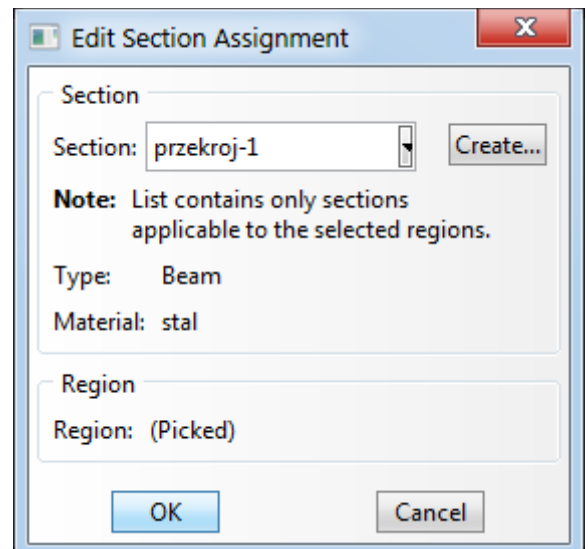 Edit Section Assignment
Section
Section: przekroj-1 Create...
Note: List contains only sections
applicable to the selected regions.
Type: Beam
Material: stal
Region
Region: (Picked)
OK Cancel